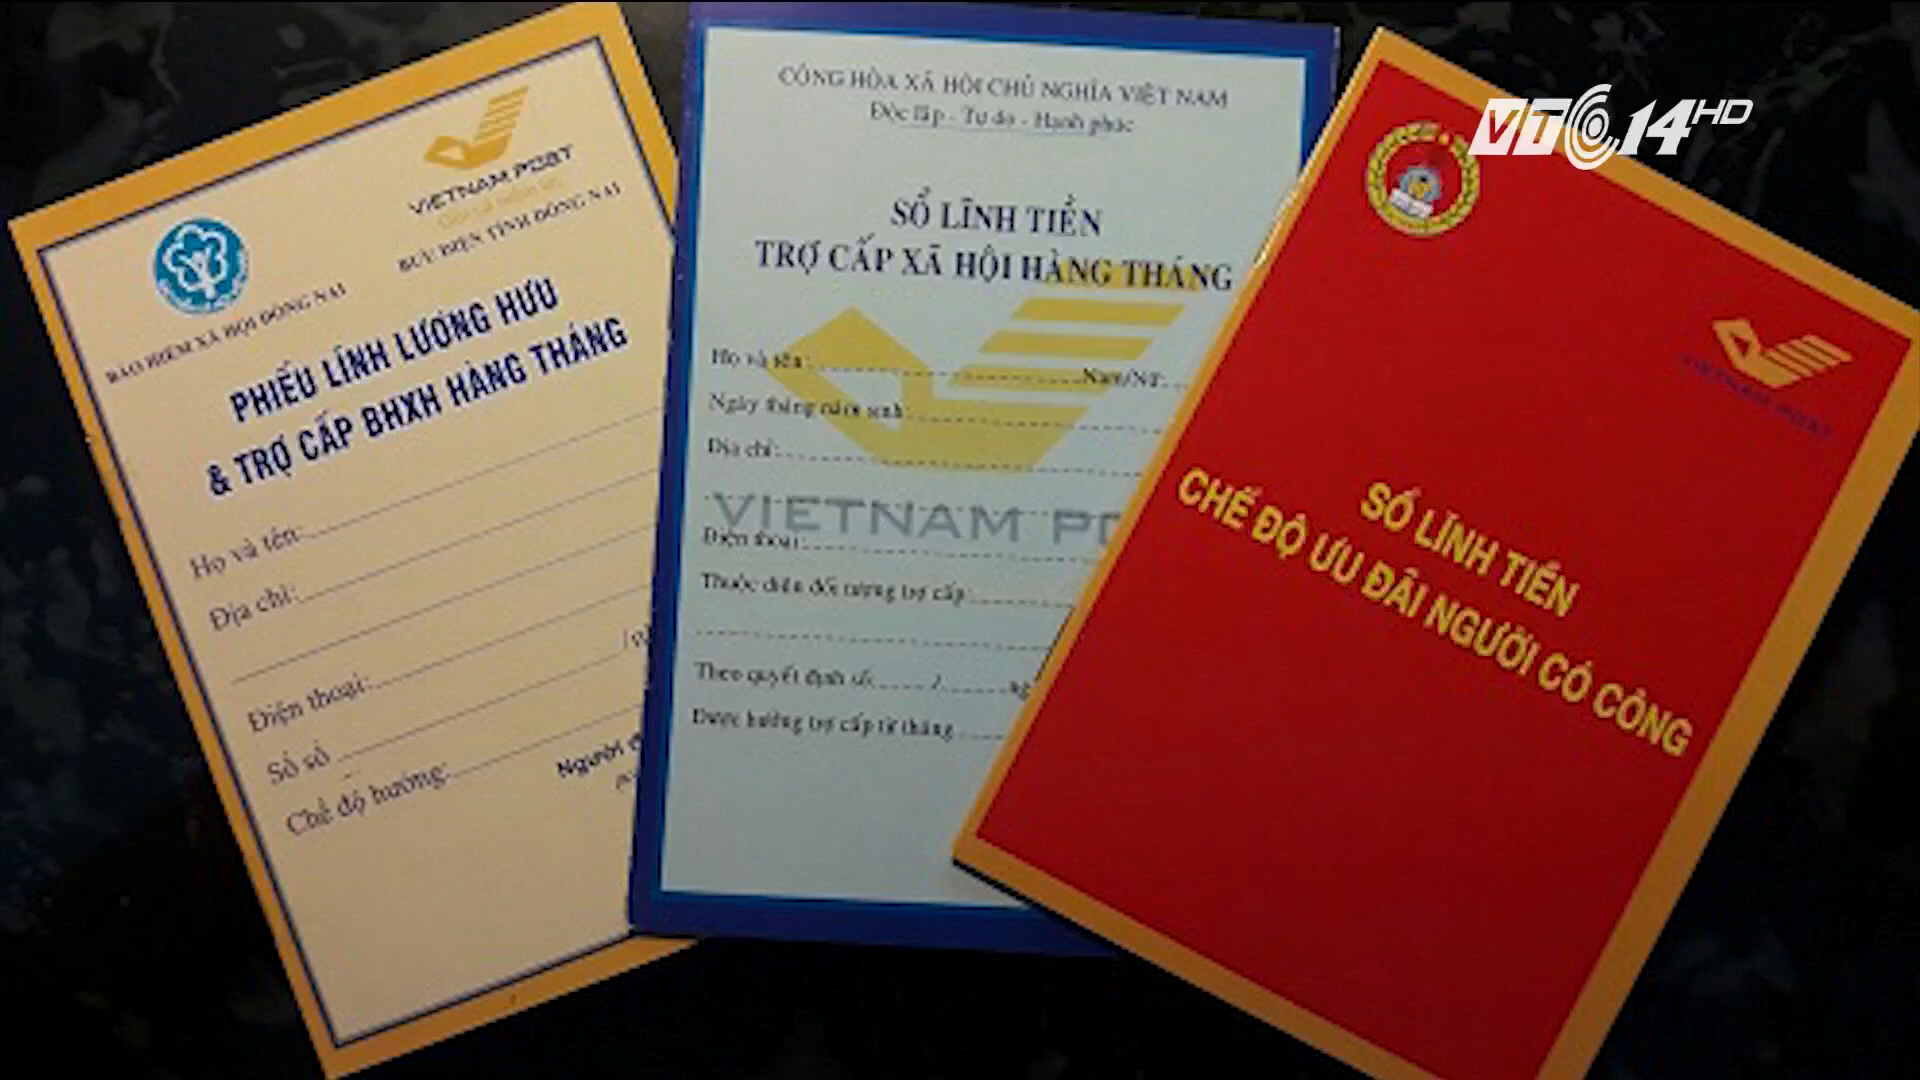 VIETNAM POST
BƯU ĐIỆN TỈNH ĐỒNG NAI
BẢO HIỂM XÃ HỘI ĐỒNG NAI
PHIẾU LĨNH LƯƠNG HƯU
& TRỢ CẤP BHXH HÀNG THÁNG
Họ và tên:
Địa chỉ:
Điện thoại:
Số sổ
Chế độ hưởng:
Người
CỘNG HÒA XÃ HỘI CHỦ NGHĨA VIỆT NAM
Độc lập - Tự do - Hạnh phúc
SỔ LĨNH TIỀN
TRỢ CẤP XÃ HỘI HÀNG THÁNG
Họ và tên: Nam/Nữ:
Ngày tháng năm sinh:
Địa chỉ:
VIETNAM PO
Điện thoại:
Thuộc diện đối tượng trợ cấp:
Theo quyết định số: /
Được hưởng trợ cấp từ tháng
VTC14HD
VIETNAM POST
SỔ LĨNH TIỀN
CHẾ ĐỘ ƯU ĐÃI NGƯỜI CÓ CÔNG